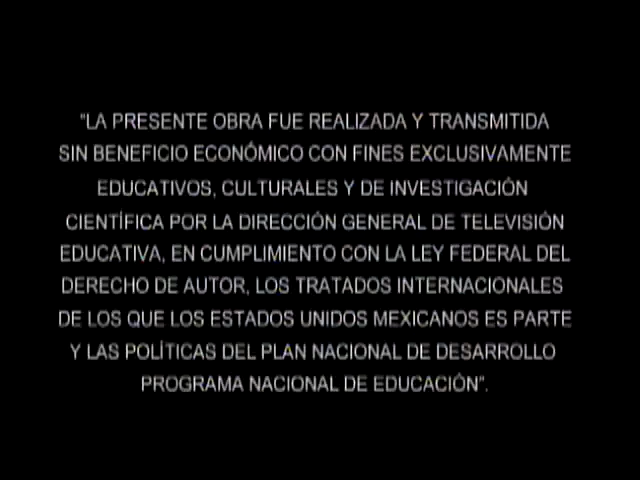 "LA PRESENTE OBRA FUE REALIZADA Y TRANSMITIDA
SIN BENEFICIO ECONÓMICO CON FINES EXCLUSIVAMENTE
EDUCATIVOS, CULTURALES Y DE INVESTIGACIÓN
CIENTÍFICA POR LA DIRECCIÓN GENERAL DE TELEVISIÓN
EDUCATIVA, EN CUMPLIMIENTO CON LA LEY FEDERAL DEL
DERECHO DE AUTOR, LOS TRATADOS INTERNACIONALES
DE LOS QUE LOS ESTADOS UNIDOS MEXICANOS ES PARTE
Y LAS POLÍTICAS DEL PLAN NACIONAL DE DESARROLLO
PROGRAMA NACIONAL DE EDUCACIÓN".